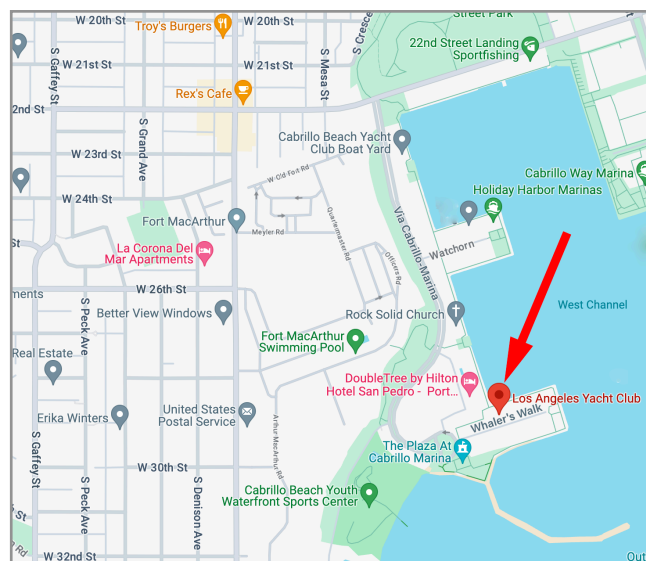 W 20th St
W 20th St
Street Park
Troy's Burgers
S Gaffey St
S Mesa St
S Cresce
22nd Street Landing
Sportfishing
W 21st St
W 21st St
Rex's Cafe
2nd St
S Grand Ave
Cabrillo Beach Yacht
Club Boat Yard
W 23rd St
Cabrillo Way Marina
W Old Fort Rd
Holiday Harbor Marinas
W 24th St
Fort MacArthur
Quartermaster Rd
Via Cabrillo-Marina
Meyler Rd
St
La Corona Del
Mar Apartments
Watchorn
Officers Rd
W 26th St
ments
S Peck Ave
Better View Windows
Rock Solid Church
West Channel
Fort MacArthur
Swimming Pool
Real Estate
DoubleTree by Hilton
Hotel San Pedro - Port...
Los Angeles Yacht Club
Erika Winters
United States
Postal Service
Whaler's Walk
Arthur MacArthur Rd
S Gaffey St
The Plaza At
Cabrillo Marina
W 30th St
S Peck Ave
S Denison Ave
Cabrillo Beach Youth
Waterfront Sports Center
h St
a Rd
W 32nd St
Out